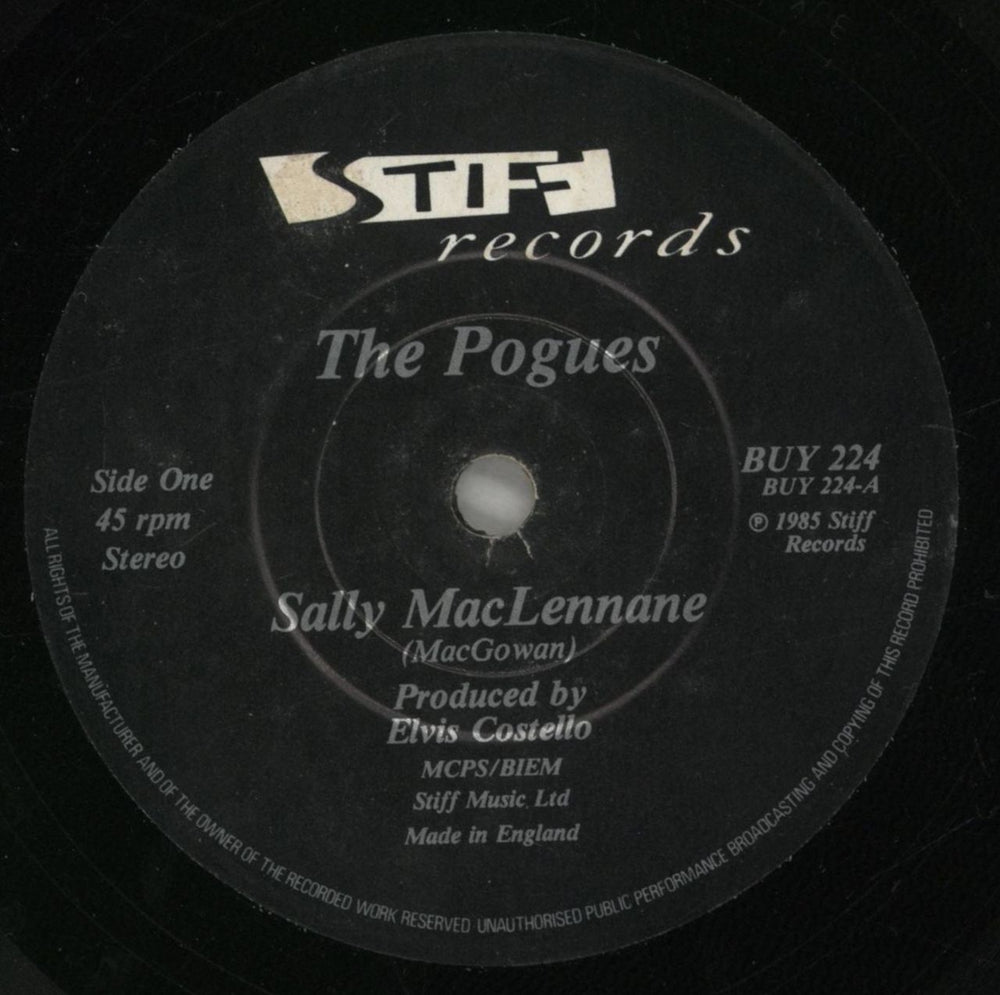 STIFF
records
The Pogues
Side One
45 rpm
Stereo
BUY 224
BUY 224-A
℗ 1985 Stiff
Records
Sally MacLennane
(MacGowan)
Produced by
Elvis Costello
MCPS/BIEM
Stiff Music Ltd
Made in England
ALL RIGHTS OF THE MANUFACTURER AND OF THE OWNER OF THE RECORDED WORK RESERVED UNAUTHORISED PUBLIC PERFORMANCE BROADCASTING AND COPYING OF THIS RECORD PROHIBITED